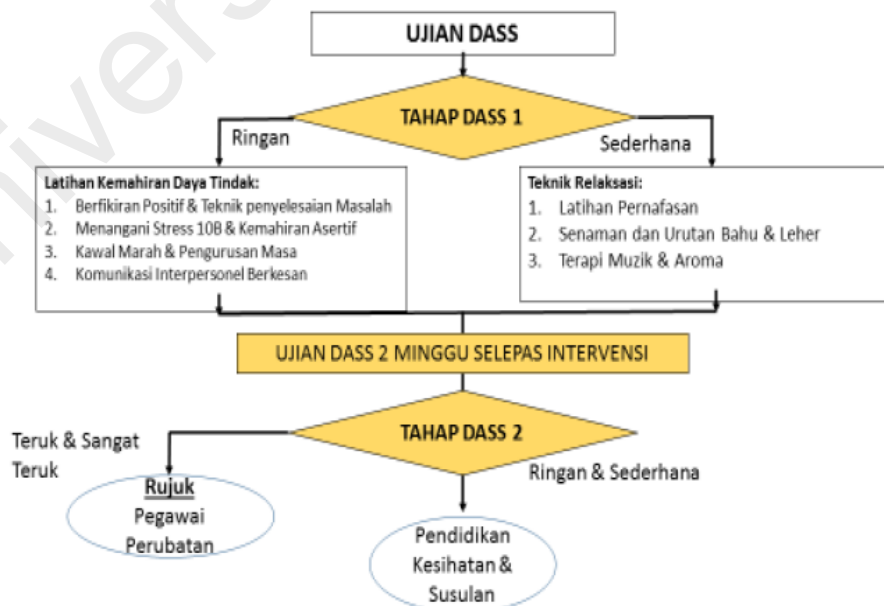 UJIAN DASS
TAHAP DASS 1
Ringan
Sederhana
Latihan Kemahiran Daya Tindak:
1. Berfikiran Positif & Teknik penyelesaian Masalah
2. Menangani Stress 10B & Kemahiran Asertif
3. Kawal Marah & Pengurusan Masa
4. Komunikasi Interpersonel Berkesan
Teknik Relaksasi:
1. Latihan Pernafasan
2. Senaman dan Urutan Bahu & Leher
3. Terapi Muzik & Aroma
UJIAN DASS 2 MINGGU SELEPAS INTERVENSI
TAHAP DASS 2
Teruk & Sangat
Teruk
Ringan & Sederhana
Rujuk
Pegawai
Perubatan
Pendidikan
Kesihatan &
Susulan